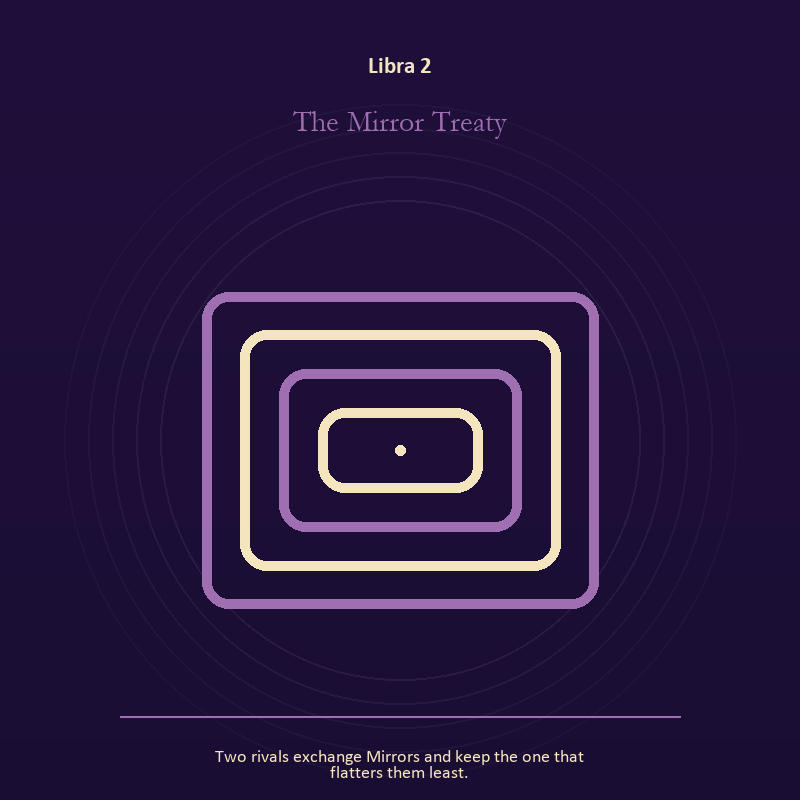 Libra 2
The Mirror Treaty
Two rivals exchange Mirrors and keep the one that
flatters them least.